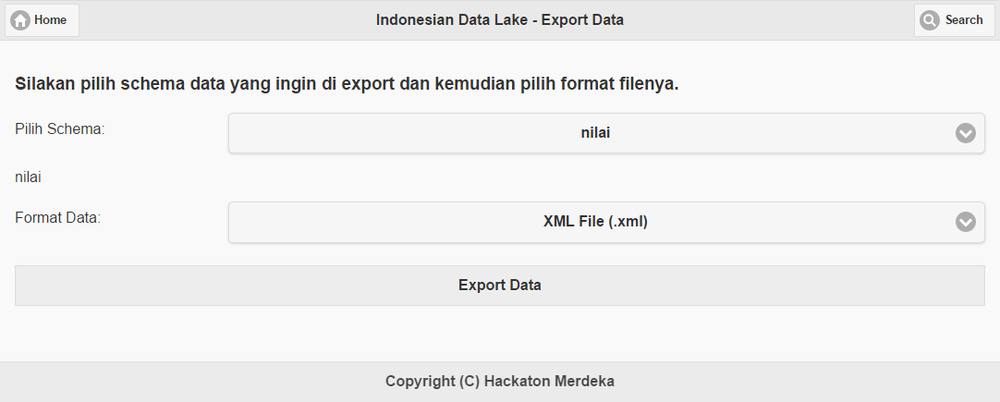 Home
Indonesian Data Lake - Export Data
Search
Silakan pilih schema data yang ingin di export dan kemudian pilih format filenya.
Pilih Schema:
nilai
nilai
Format Data:
XML File (.xml)
Export Data
Copyright (C) Hackaton Merdeka